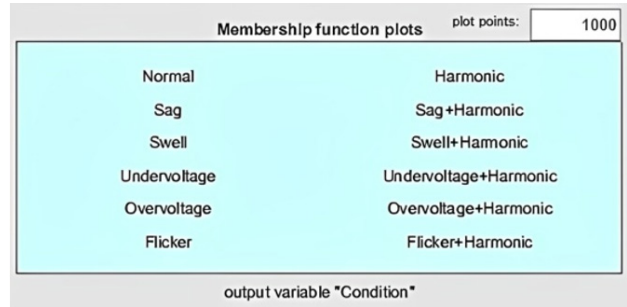 Membership function plots plot points: 1000
Normal Harmonic
Sag Sag+Harmonic
Swell Swell+Harmonic
Undervoltage Undervoltage+Harmonic
Overvoltage Overvoltage+Harmonic
Flicker Flicker+Harmonic
output variable "Condition"